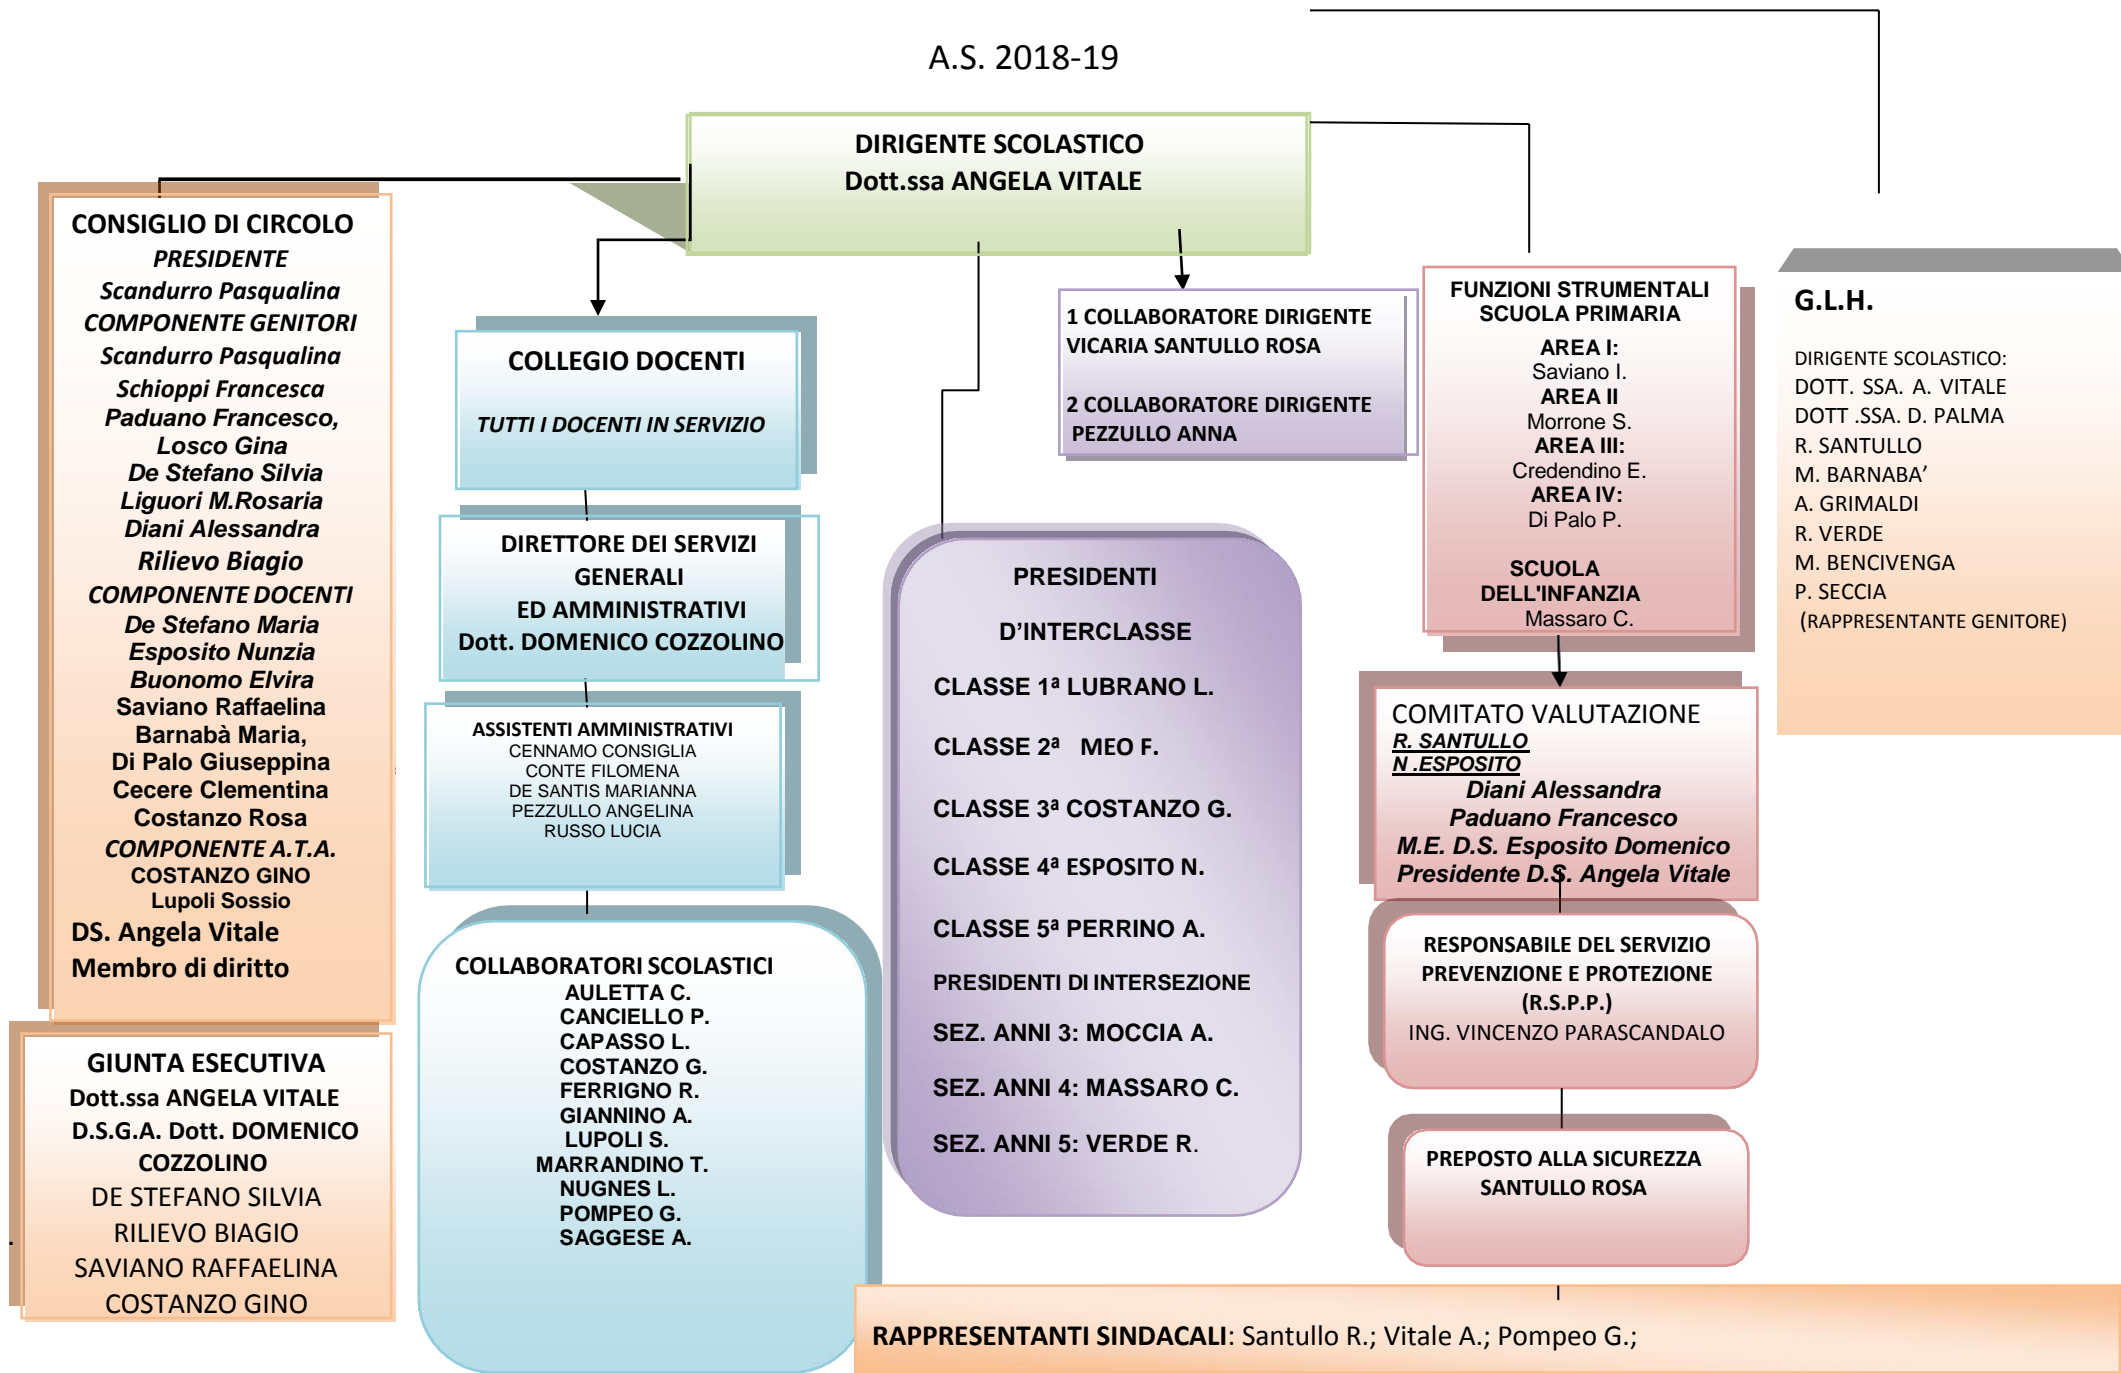 A.S. 2018-19
DIRIGENTE SCOLASTICO
Dott.ssa ANGELA VITALE
CONSIGLIO DI CIRCOLO
PRESIDENTE
Scandurro Pasqualina
COMPONENTE GENITORI
Scandurro Pasqualina
Schioppi Francesca
Paduano Francesco,
Losco Gina
De Stefano Silvia
Liguori M.Rosaria
Diani Alessandra
Rilievo Biagio
COMPONENTE DOCENTI
De Stefano Maria
Esposito Nunzia
Buonomo Elvira
Saviano Raffaelina
Barnabà Maria,
Di Palo Giuseppina
Cecere Clementina
Costanzo Rosa
COMPONENTE A.T.A.
COSTANZO GINO
Lupoli Sossio
DS. Angela Vitale
Membro di diritto
GIUNTA ESECUTIVA
Dott.ssa ANGELA VITALE
D.S.G.A. Dott. DOMENICO
COZZOLINO
DE STEFANO SILVIA
RILIEVO BIAGIO
SAVIANO RAFFAELINA
COSTANZO GINO
COLLEGIO DOCENTI
TUTTI I DOCENTI IN SERVIZIO
DIRETTORE DEI SERVIZI
GENERALI
ED AMMINISTRATIVI
Dott. DOMENICO COZZOLINO
ASSISTENTI AMMINISTRATIVI
CENNAMO CONSIGLIA
CONTE FILOMENA
DE SANTIS MARIANNA
PEZZULLO ANGELINA
RUSSO LUCIA
COLLABORATORI SCOLASTICI
AULETTA C.
CANCIELLO P.
CAPASSO L.
COSTANZO G.
FERRIGNO R.
GIANNINO A.
LUPOLI S.
MARRANDINO T.
NUGNES L.
POMPEO G.
SAGGESE A.
PRESIDENTI
D’INTERCLASSE
CLASSE 1ª LUBRANO L.
CLASSE 2ª MEO F.
CLASSE 3ª COSTANZO G.
CLASSE 4ª ESPOSITO N.
CLASSE 5ª PERRINO A.
PRESIDENTI DI INTERSEZIONE
SEZ. ANNI 3: MOCCIA A.
SEZ. ANNI 4: MASSARO C.
SEZ. ANNI 5: VERDE R.
1 COLLABORATORE DIRIGENTE
VICARIA SANTULLO ROSA
2 COLLABORATORE DIRIGENTE
PEZZULLO ANNA
FUNZIONI STRUMENTALI
SCUOLA PRIMARIA
AREA I:
Saviano I.
AREA II
Morrone S.
AREA III:
Credendino E.
AREA IV:
Di Palo P.
SCUOLA
DELL'INFANZIA
Massaro C.
COMITATO VALUTAZIONE
R. SANTULLO
N .ESPOSITO
Diani Alessandra
Paduano Francesco
M.E. D.S. Esposito Domenico
Presidente D.S. Angela Vitale
RESPONSABILE DEL SERVIZIO
PREVENZIONE E PROTEZIONE
(R.S.P.P.)
ING. VINCENZO PARASCANDALO
PREPOSTO ALLA SICUREZZA
SANTULLO ROSA
G.L.H.
DIRIGENTE SCOLASTICO:
DOTT. SSA. A. VITALE
DOTT .SSA. D. PALMA
R. SANTULLO
M. BARNABA’
A. GRIMALDI
R. VERDE
M. BENCIVENGA
P. SECCIA
(RAPPRESENTANTE GENITORE)
RAPPRESENTANTI SINDACALI: Santullo R.; Vitale A.; Pompeo G.;